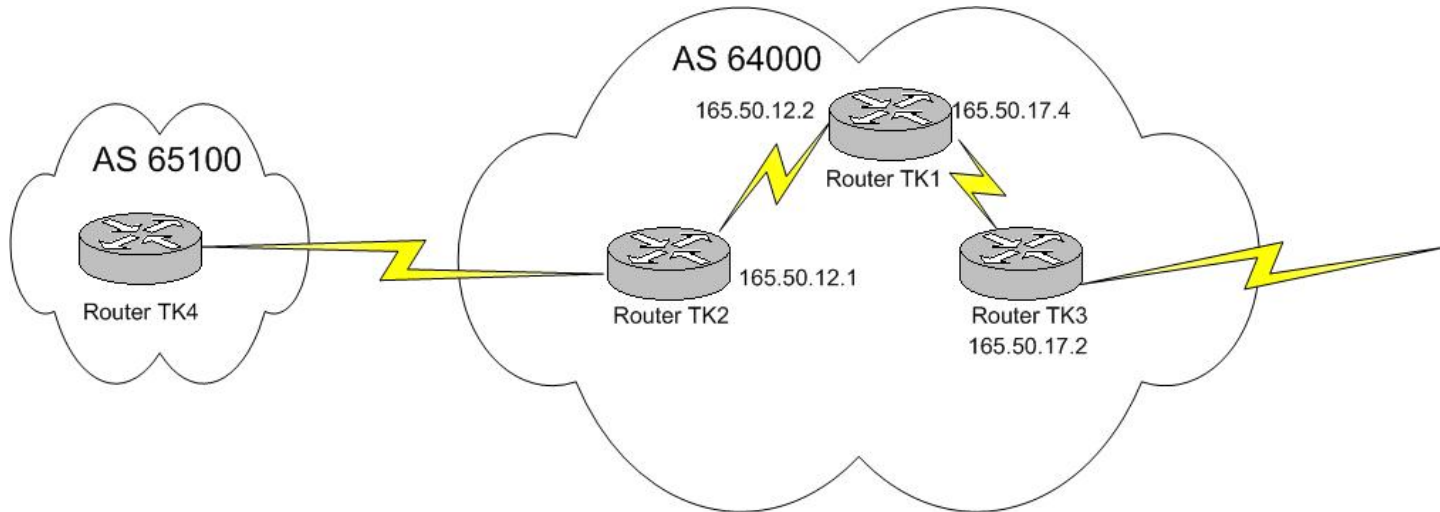 AS 64000
165.50.12.2
165.50.17.4
Router TK1
AS 65100
Router TK4
165.50.12.1
Router TK2
Router TK3
165.50.17.2